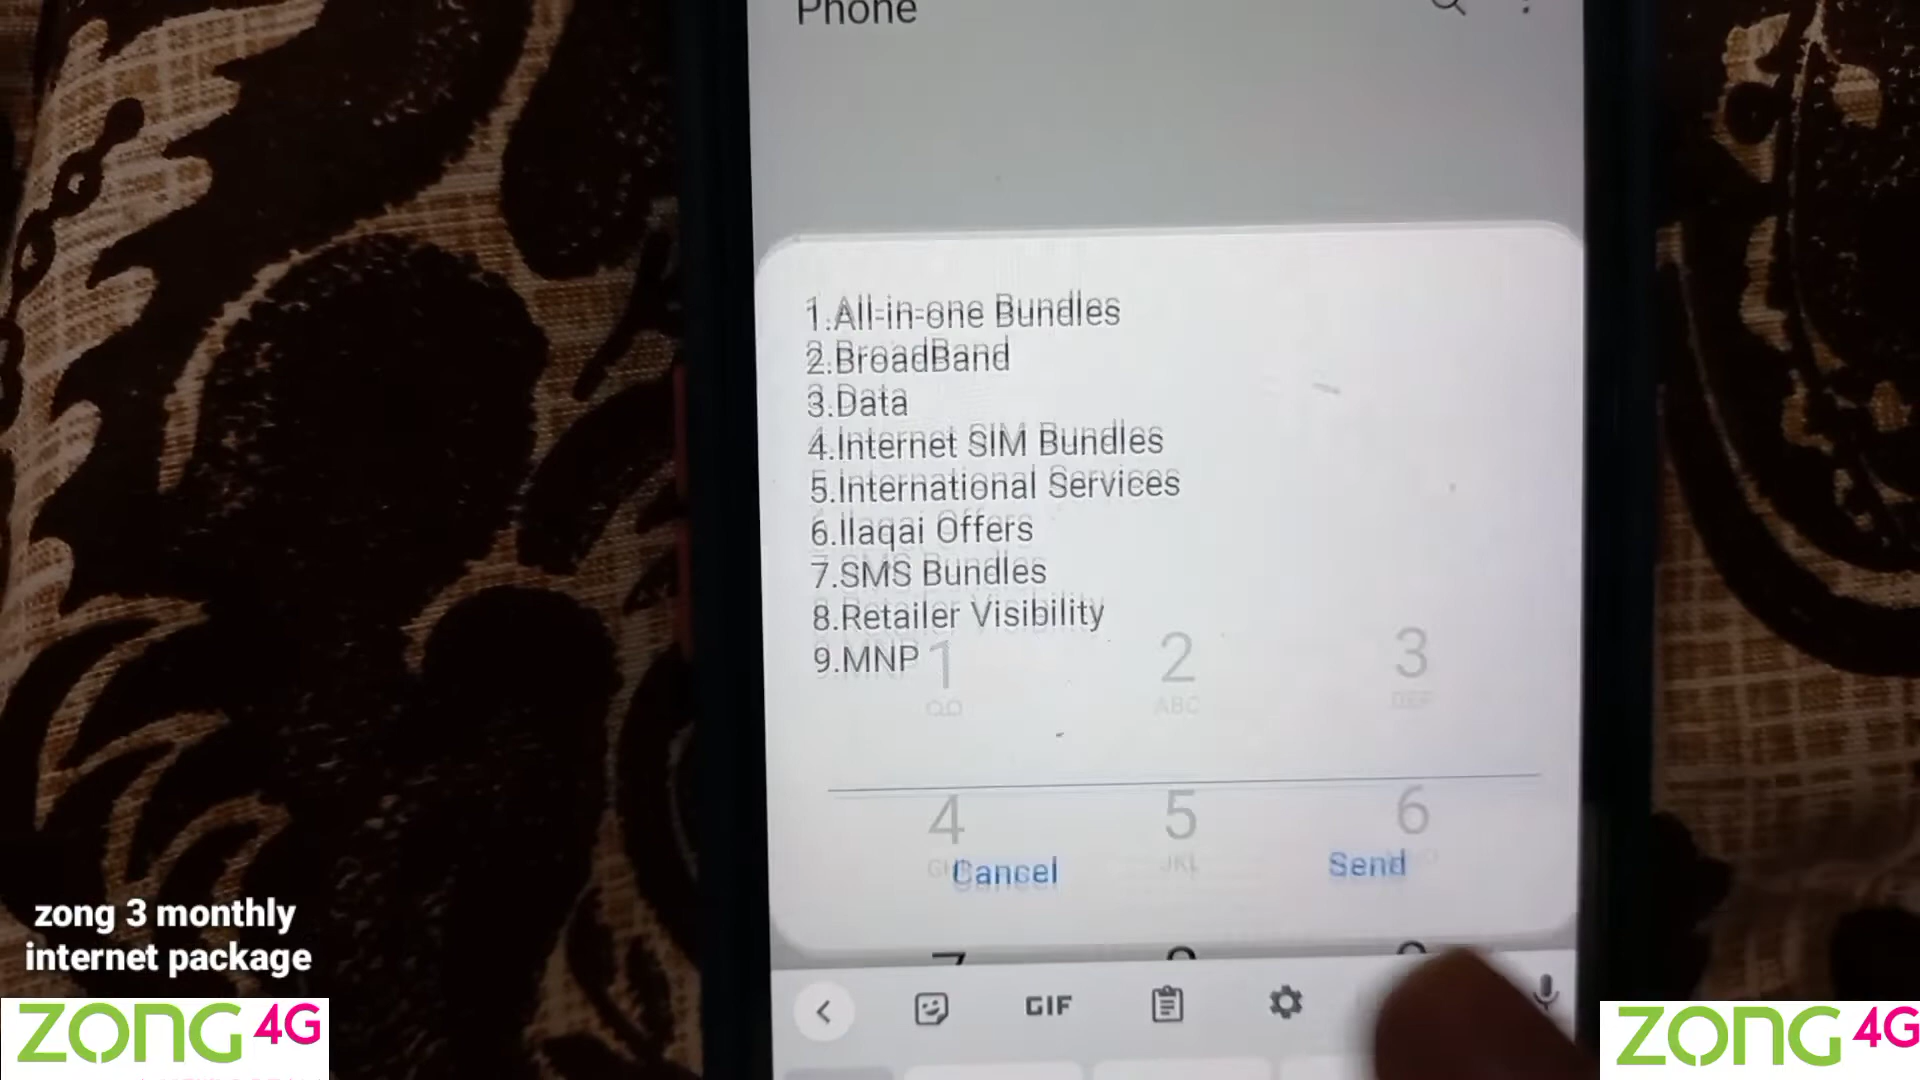 Phone
1.All-in-one Bundles
2.BroadBand
3.Data
4.Internet SIM Bundles
5.International Services
6.Ilaqai Offers
7.SMS Bundles
8.Retailer Visibility
9.MNP
1 2 3
ABC DEF
4 5 6
JKL
Cancel Send
GIF
zong 3 monthly
internet package
ZONG 4G
ZONG 4G